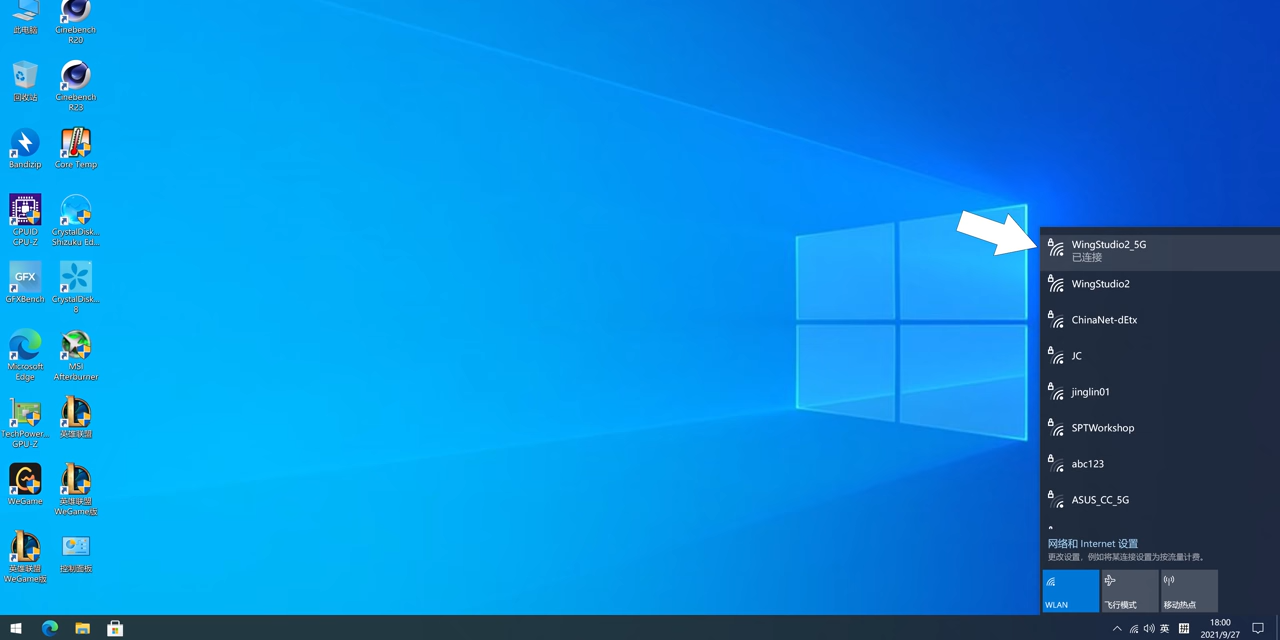 此电脑
Cinebench
R20
回收站
Cinebench
R23
Bandizip
Core Temp
CPUID
CPU-Z
CrystalDisk...
Shizuku Ed...
GFX
GFXBench
CrystalDisk...
8
Microsoft
Edge
MSI
Afterburner
TechPower...
GPU-Z
英雄联盟
WeGame
英雄联盟
WeGame版
英雄联盟
WeGame版
控制面板
WingStudio2_5G
已连接
WingStudio2
ChinaNet-dEtx
JC
jinglin01
SPTWorkshop
abc123
ASUS_CC_5G
网络和 Internet 设置
更改设置，例如将某连接设置为按流量计费。
WLAN
飞行模式
移动热点
英
拼
18:00
2021/9/27